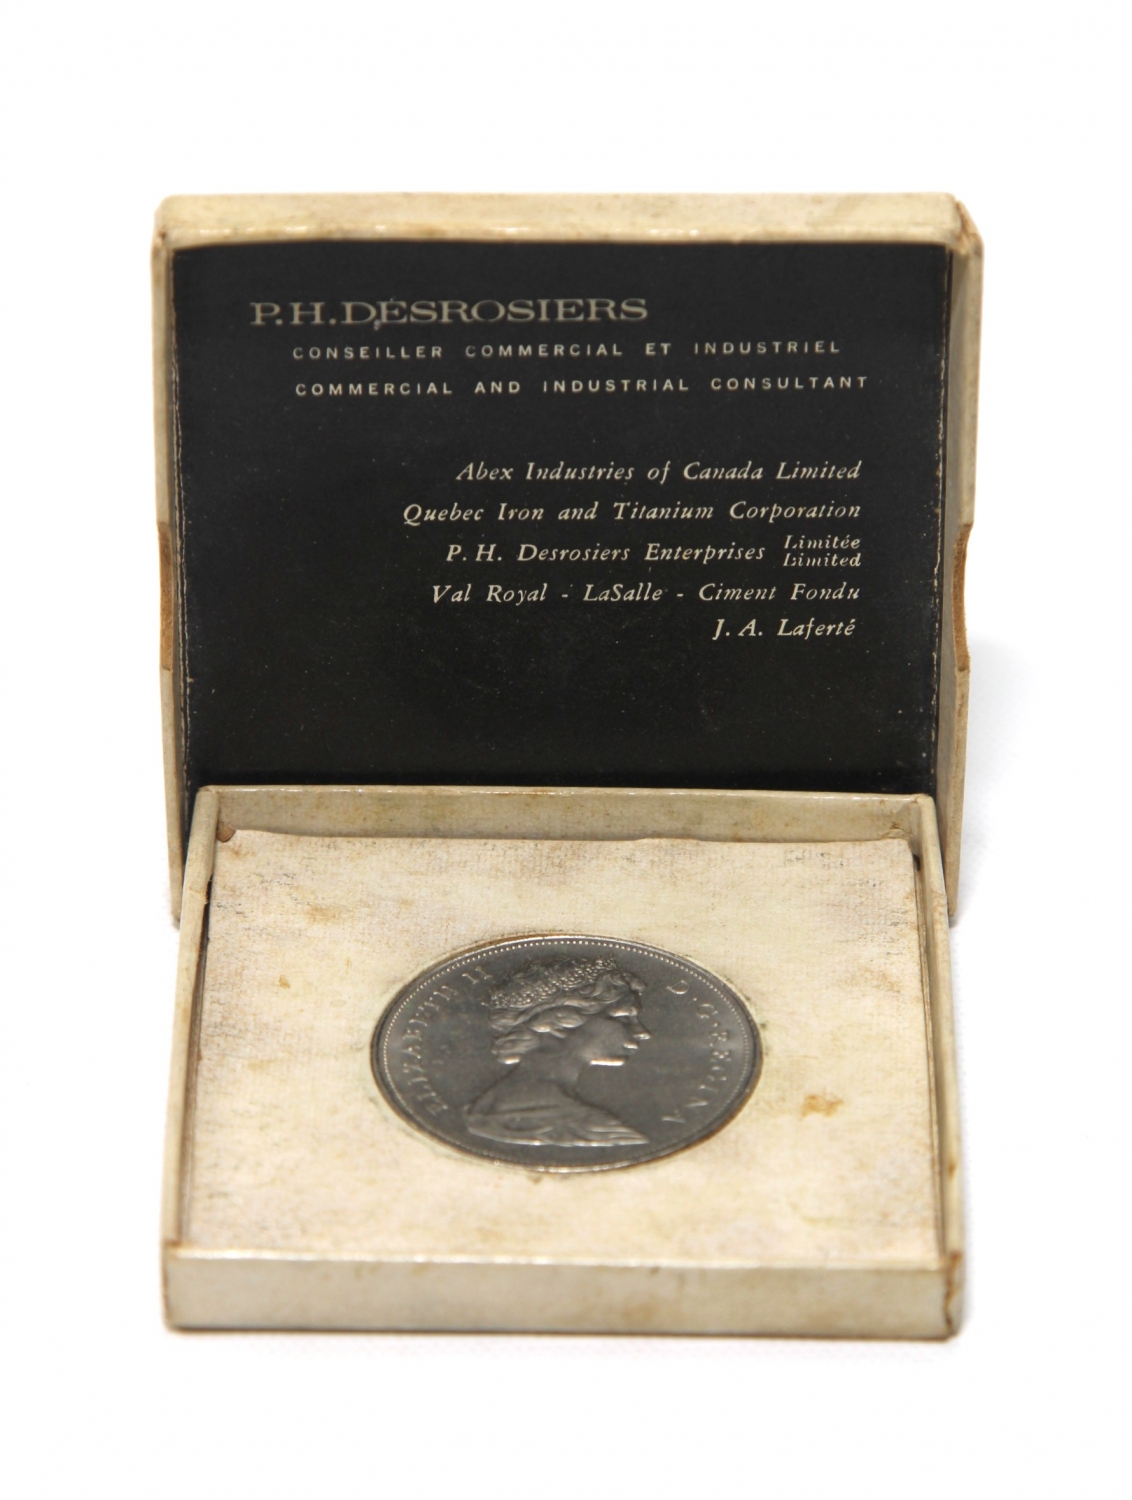 P.H.DÉSROSIERS
CONSEILLER COMMERCIAL ET INDUSTRIEL
COMMERCIAL AND INDUSTRIAL CONSULTANT
Abex Industries of Canada Limited
Quebec Iron and Titanium Corporation
P. H. Desrosiers Enterprises Limitée
Limited
Val Royal - LaSalle - Ciment Fondu
J. A. Laferté
ELIZABETH II D·G·REGINA